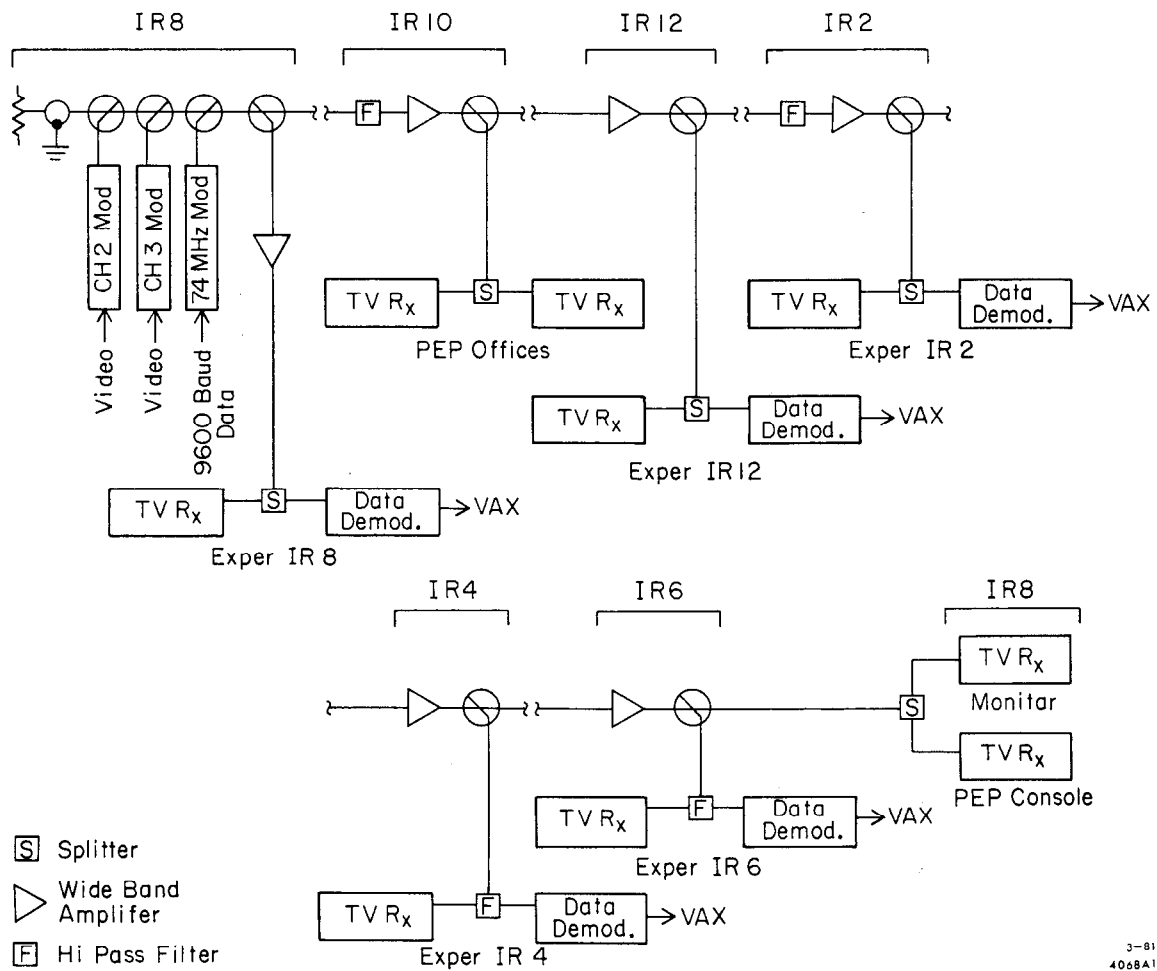 IR8
IR10
IR12
IR2
F
F
CH 2 Mod
CH 3 Mod
74 MHz Mod
Video
Video
9600 Baud
Data
TV Rx
S
TV Rx
PEP Offices
TV Rx
S
Data
Demod.
VAX
Exper IR 2
TV Rx
S
Data
Demod.
VAX
Exper IR12
TV Rx
S
Data
Demod.
VAX
Exper IR 8
IR4
IR6
IR8
TV Rx
Monitar
S
TV Rx
PEP Console
TV Rx
F
Data
Demod.
VAX
Exper IR 6
TV Rx
F
Data
Demod.
VAX
Exper IR 4
S Splitter
Wide Band
Amplifer
F Hi Pass Filter
3-81
4068A1